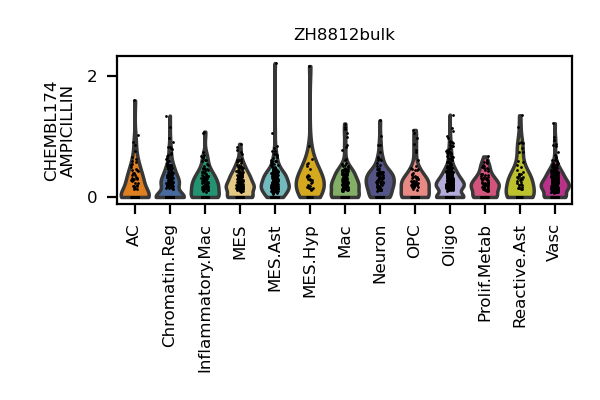 ZH8812bulk
CHEMBL174
AMPICILLIN
2
0
AC
Chromatin.Reg
Inflammatory.Mac
MES
MES.Ast
MES.Hyp
Mac
Neuron
OPC
Oligo
Prolif.Metab
Reactive.Ast
Vasc